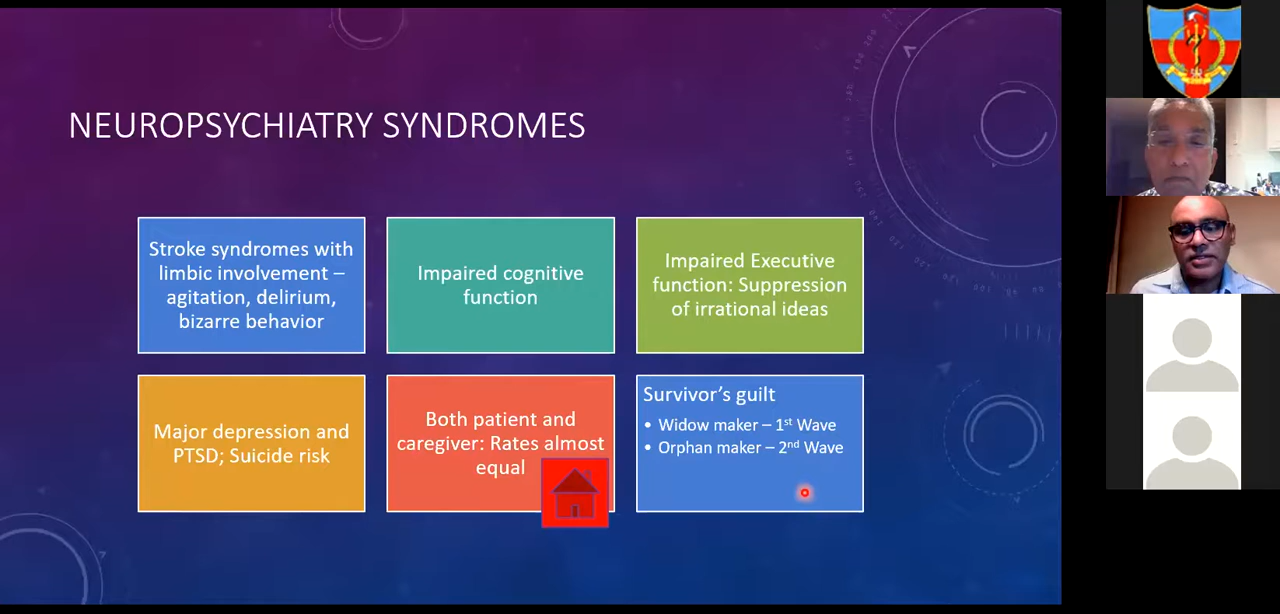 NEUROPSYCHIATRY SYNDROMES
Stroke syndromes with
limbic involvement –
agitation, delirium,
bizarre behavior
Impaired cognitive
function
Impaired Executive
function: Suppression
of irrational ideas
Major depression and
PTSD; Suicide risk
Both patient and
caregiver: Rates almost
equal
Survivor’s guilt
• Widow maker – 1st Wave
• Orphan maker – 2nd Wave